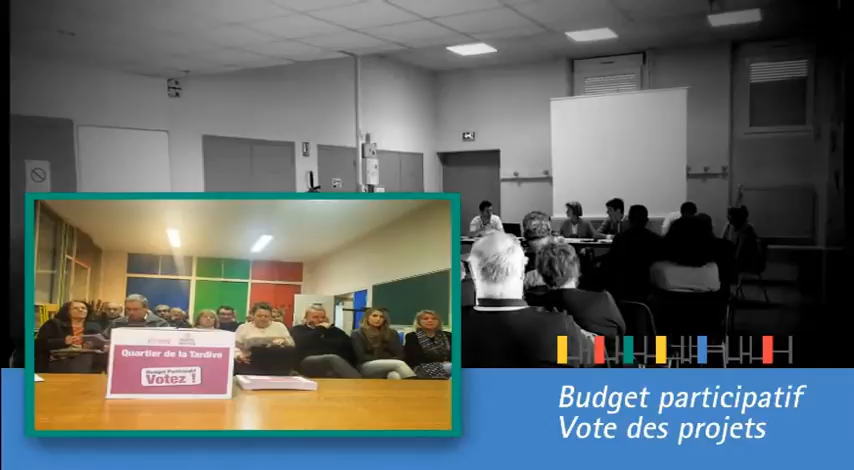 Quartier de la Tardive
Budget Participatif
Votez !
Budget participatif
Vote des projets